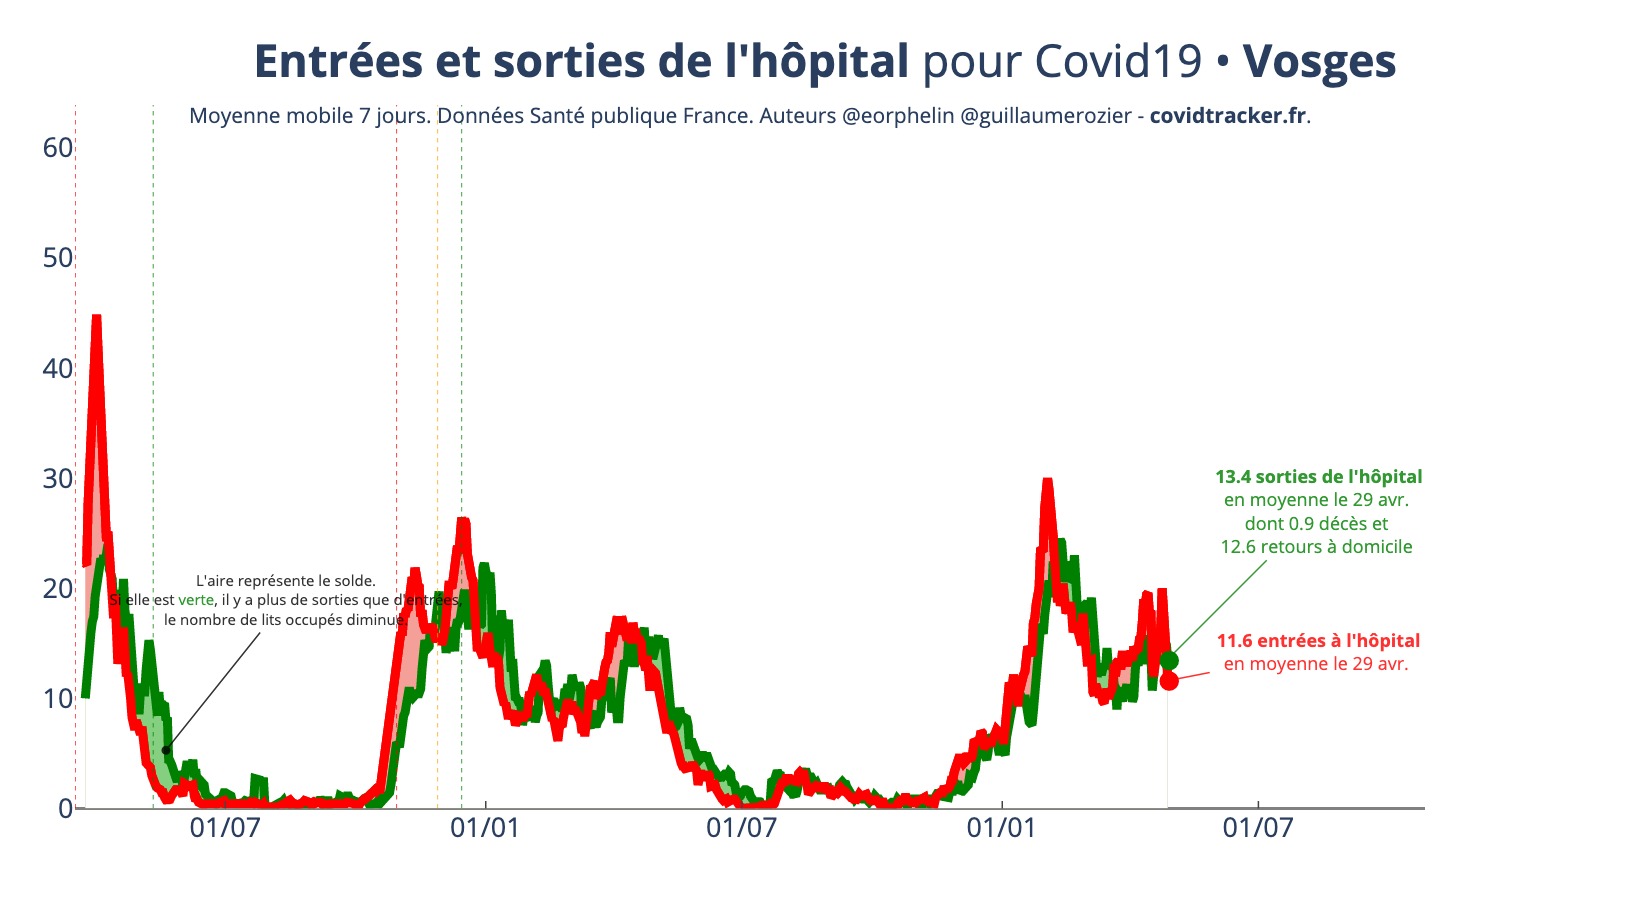 Entrées et sorties de l'hôpital pour Covid19 • Vosges
Moyenne mobile 7 jours. Données Santé publique France. Auteurs @eorphelin @guillaumerozier - covidtracker.fr.
60
50
40
30
20
10
0
L'aire représente le solde.
Si elle est verte, il y a plus de sorties que d'entrées,
le nombre de lits occupés diminue.
13.4 sorties de l'hôpital
en moyenne le 29 avr.
dont 0.9 décès et
12.6 retours à domicile
11.6 entrées à l'hôpital
en moyenne le 29 avr.
01/07
01/01
01/07
01/01
01/07